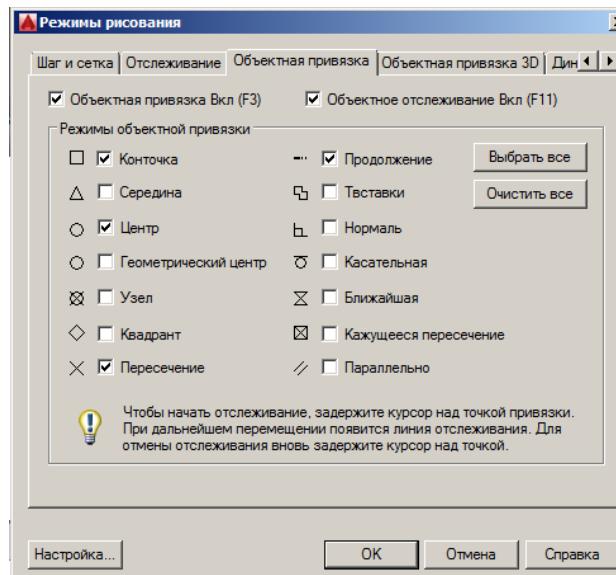 Режимы рисования
Шаг и сетка Отслеживание Объектная привязка Объектная привязка 3D Дин
Объектная привязка Вкл (F3) Объектное отслеживание Вкл (F11)
Режимы объектной привязки
Конточка Продолжение Выбрать все
Середина Твставки Очистить все
Центр Нормаль
Геометрический центр Касательная
Узел Ближайшая
Квадрант Кажущееся пересечение
Пересечение Параллельно
Чтобы начать отслеживание, задержите курсор над точкой привязки.
При дальнейшем перемещении появится линия отслеживания. Для
отмены отслеживания вновь задержите курсор над точкой.
Настройка... OK Отмена Справка